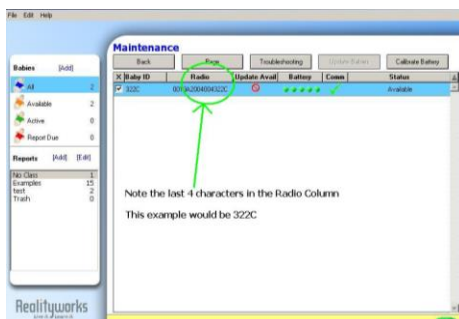 File Edit Help
Maintenance
Back Page Troubleshooting Update Babies Calibrate Battery
Babies [Add]
X Baby ID Radio Update Avail Battery Comm Status
All 2
322C Available
Available 2
Active 0
Report Due 0
Reports [Add] [Edit]
No Class 1
Examples 15
test 2
Trash 0
Note the last 4 characters in the Radio Column
This example would be 322C
Realityworks